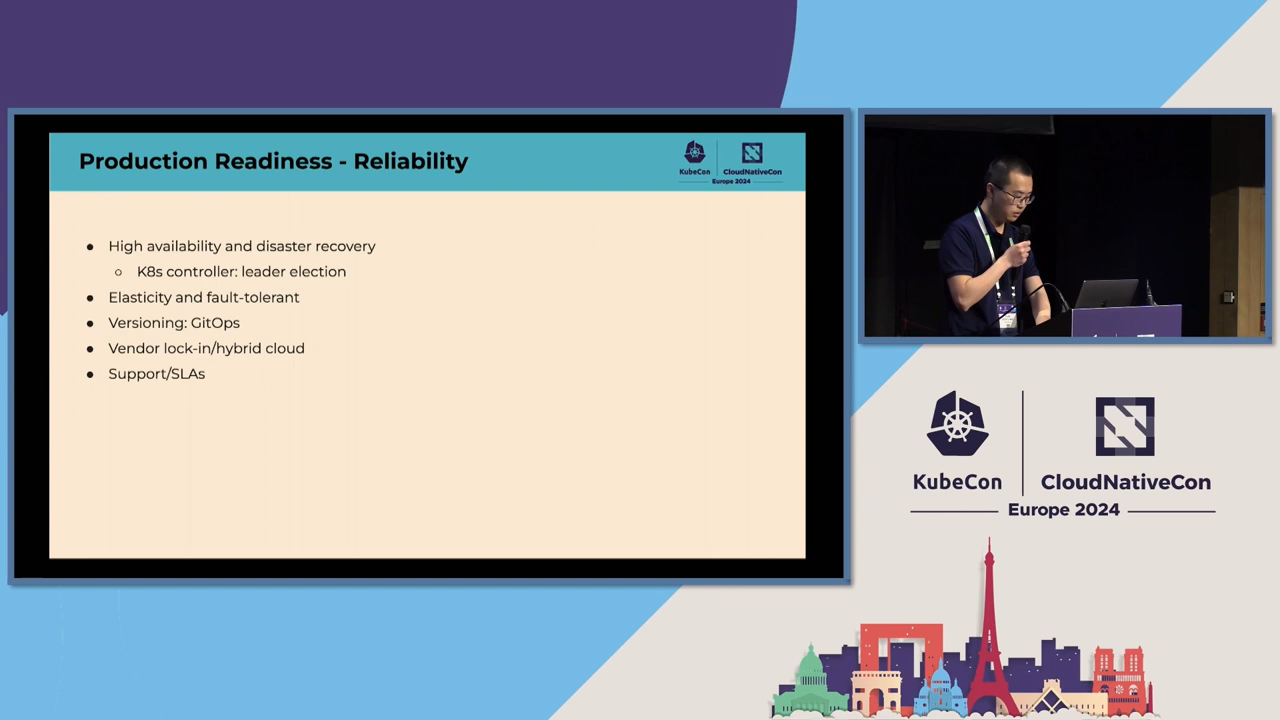 Production Readiness - Reliability
KubeCon
CloudNativeCon
Europe 2024
● High availability and disaster recovery
○ K8s controller: leader election
● Elasticity and fault-tolerant
● Versioning: GitOps
● Vendor lock-in/hybrid cloud
● Support/SLAs
KubeCon
CloudNativeCon
Europe 2024